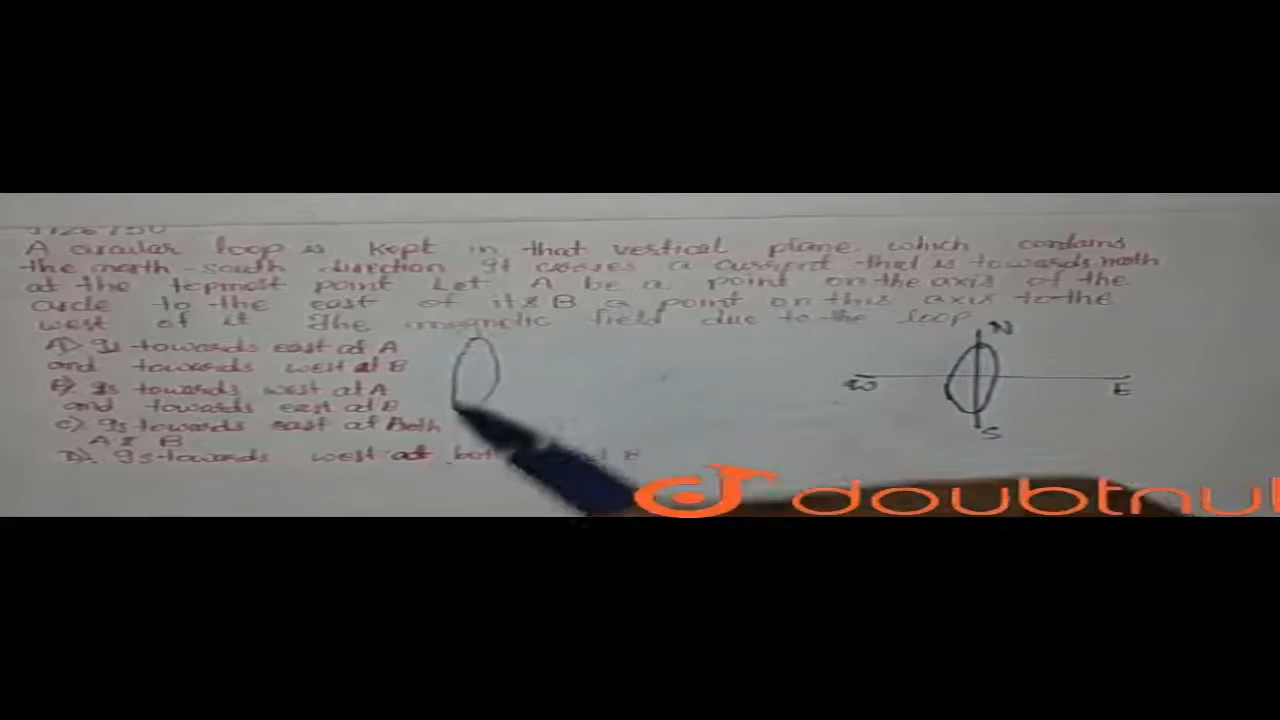 A circular loop is kept in that vertical plane which contains
the north-south direction It carries a current that is towards north
at the topmost point Let A be a point on the axis of the
circle to the east of it & B a point on this axis to the
west of it The magnetic field due to the loop
A) Is towards east at A
and towards west at B
B) Is towards west at A
and towards east at B
C) Is towards east at Both
A & B
D) Is towards west at B
N
W
E
S
doubtnut